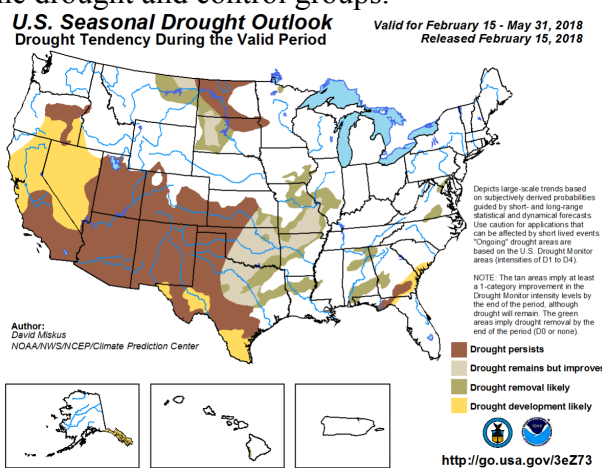 ne drought and control groups.
U.S. Seasonal Drought Outlook
Drought Tendency During the Valid Period
Valid for February 15 - May 31, 2018
Released February 15, 2018
Depicts large-scale trends based
on subjectively derived probabilities
guided by short- and long-range
statistical and dynamical forecasts.
Use caution for applications that
can be affected by short lived events.
"Ongoing" drought areas are
based on the U.S. Drought Monitor
areas (intensities of D1 to D4).
NOTE: The tan areas imply at least
a 1-category improvement in the
Drought Monitor intensity levels by
the end of the period, although
drought will remain. The green
areas imply drought removal by the
end of the period (D0 or none).
Author:
David Miskus
NOAA/NWS/NCEP/Climate Prediction Center
Drought persists
Drought remains but improves
Drought removal likely
Drought development likely
http://go.usa.gov/3eZ73